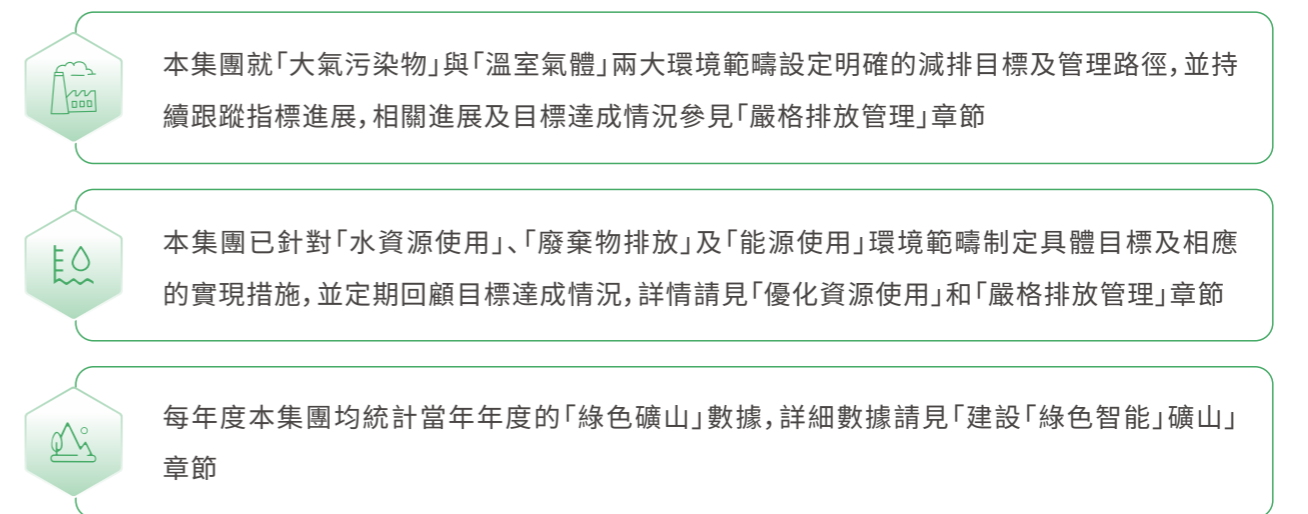 本集團就「大氣污染物」與「溫室氣體」兩大環境範疇設定明確的減排目標及管理路徑，並持
續跟蹤指標進展，相關進展及目標達成情況參見「嚴格排放管理」章節
本集團已針對「水資源使用」、「廢棄物排放」及「能源使用」環境範疇制定具體目標及相應
的實現措施，並定期回顧目標達成情況，詳情請見「優化資源使用」和「嚴格排放管理」章節
每年度本集團均統計當年年度的「綠色礦山」數據，詳細數據請見「建設「綠色智能」礦山」
章節